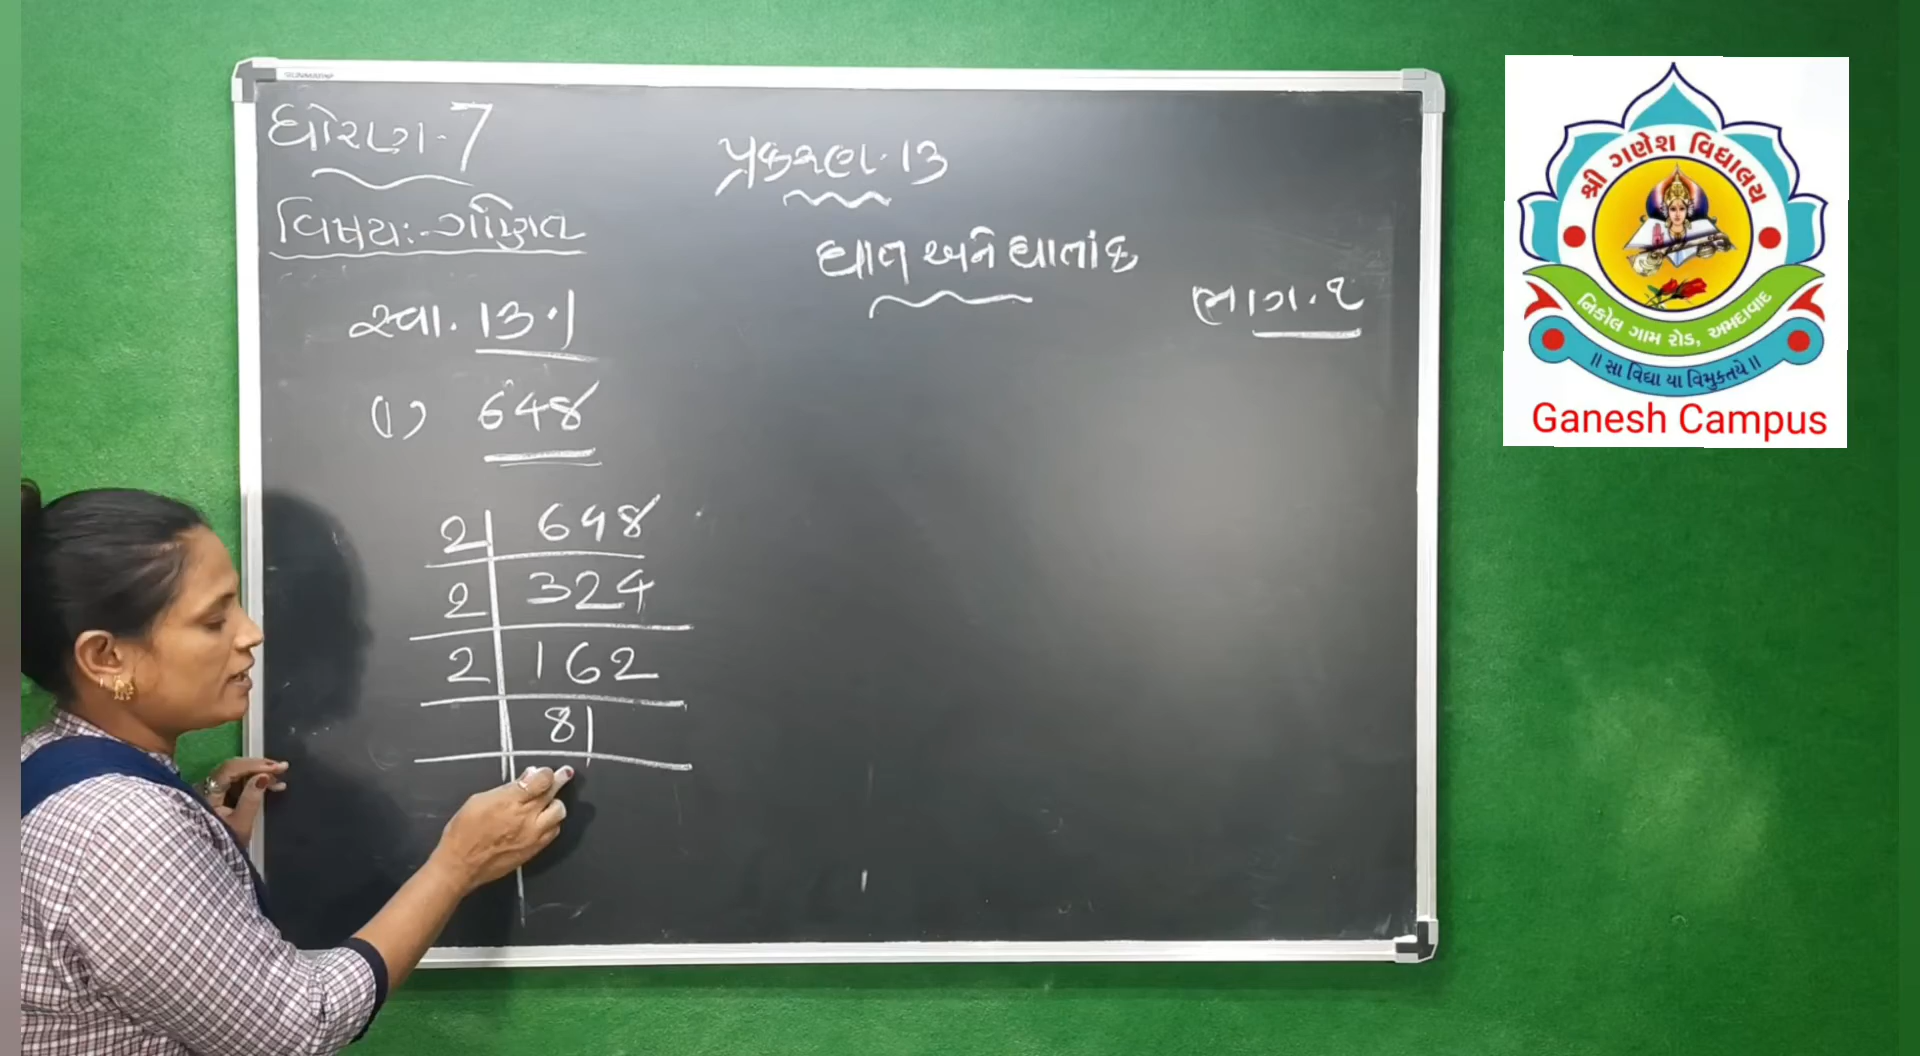 ધોરણ-7
વિષય:-ગણિત
પ્રકરણ-13
ઘાત અને ઘાતાંક
ભાગ-૨
સ્વા. 13.1
(1) 648
2 648
2 324
2 162
81
શ્રી ગણેશ વિદ્યાલય
નિકોલ ગામ રોડ, અમદાવાદ
॥ સા વિદ્યા યા વિમુક્તયે ॥
Ganesh Campus